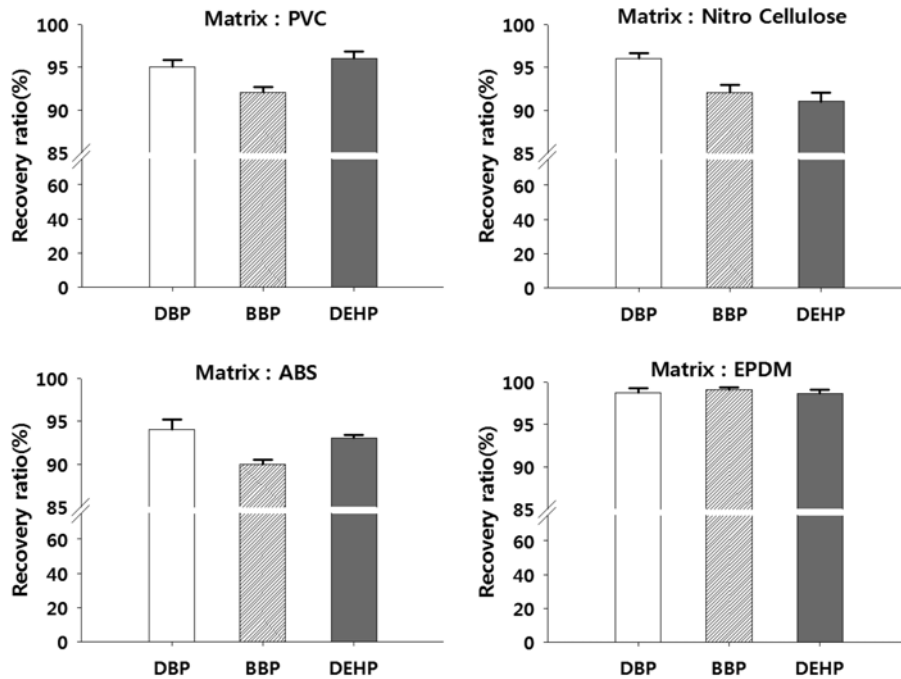 Matrix : PVC
Recovery ratio(%)
100
95
90
85
60
40
20
0
DBP BBP DEHP
Matrix : Nitro Cellulose
Recovery ratio(%)
100
95
90
85
60
40
20
0
DBP BBP DEHP
Matrix : ABS
Recovery ratio(%)
100
95
90
85
60
40
20
0
DBP BBP DEHP
Matrix : EPDM
Recovery ratio(%)
100
95
90
85
60
40
20
0
DBP BBP DEHP